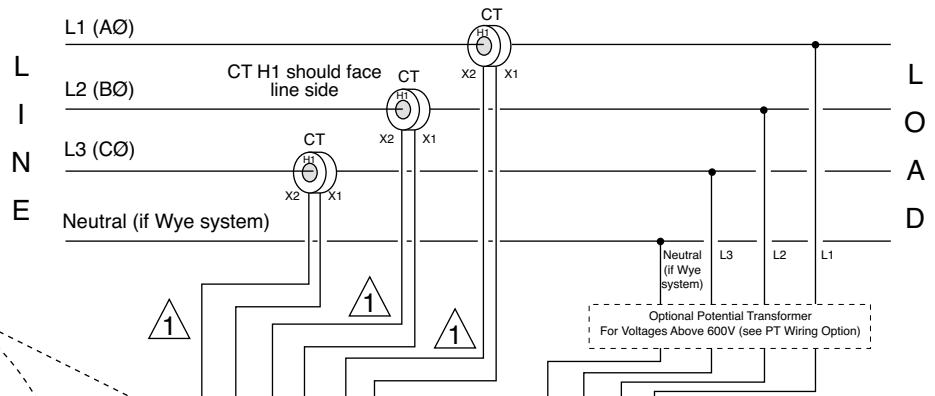 CT
L1 (AØ)
H1
X2
X1
CT H1 should face
line side
CT
L2 (BØ)
H1
X2
X1
CT
L3 (CØ)
H1
X2
X1
Neutral (if Wye system)
LINE
LOAD
Neutral
(if Wye
system)
L3
L2
L1
Optional Potential Transformer
For Voltages Above 600V (see PT Wiring Option)
1
1
1